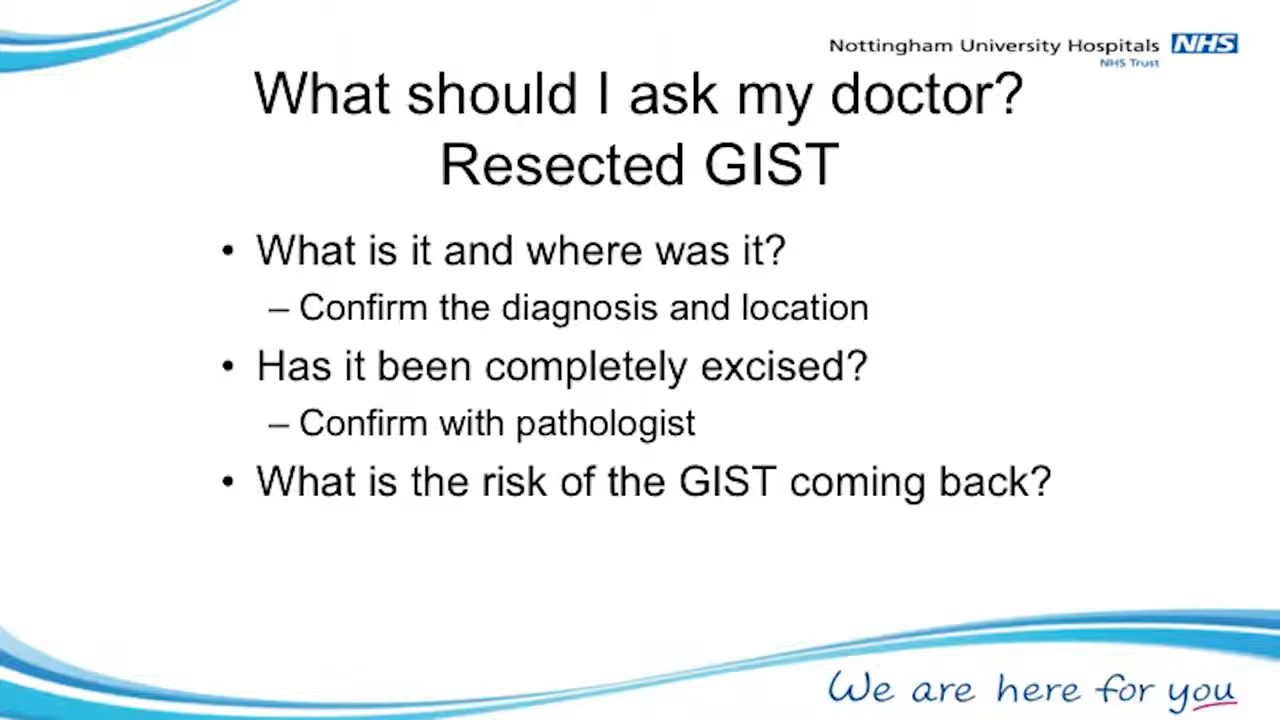 Nottingham University Hospitals NHS
NHS Trust
What should I ask my doctor?
Resected GIST
• What is it and where was it?
– Confirm the diagnosis and location
• Has it been completely excised?
– Confirm with pathologist
• What is the risk of the GIST coming back?
We are here for you